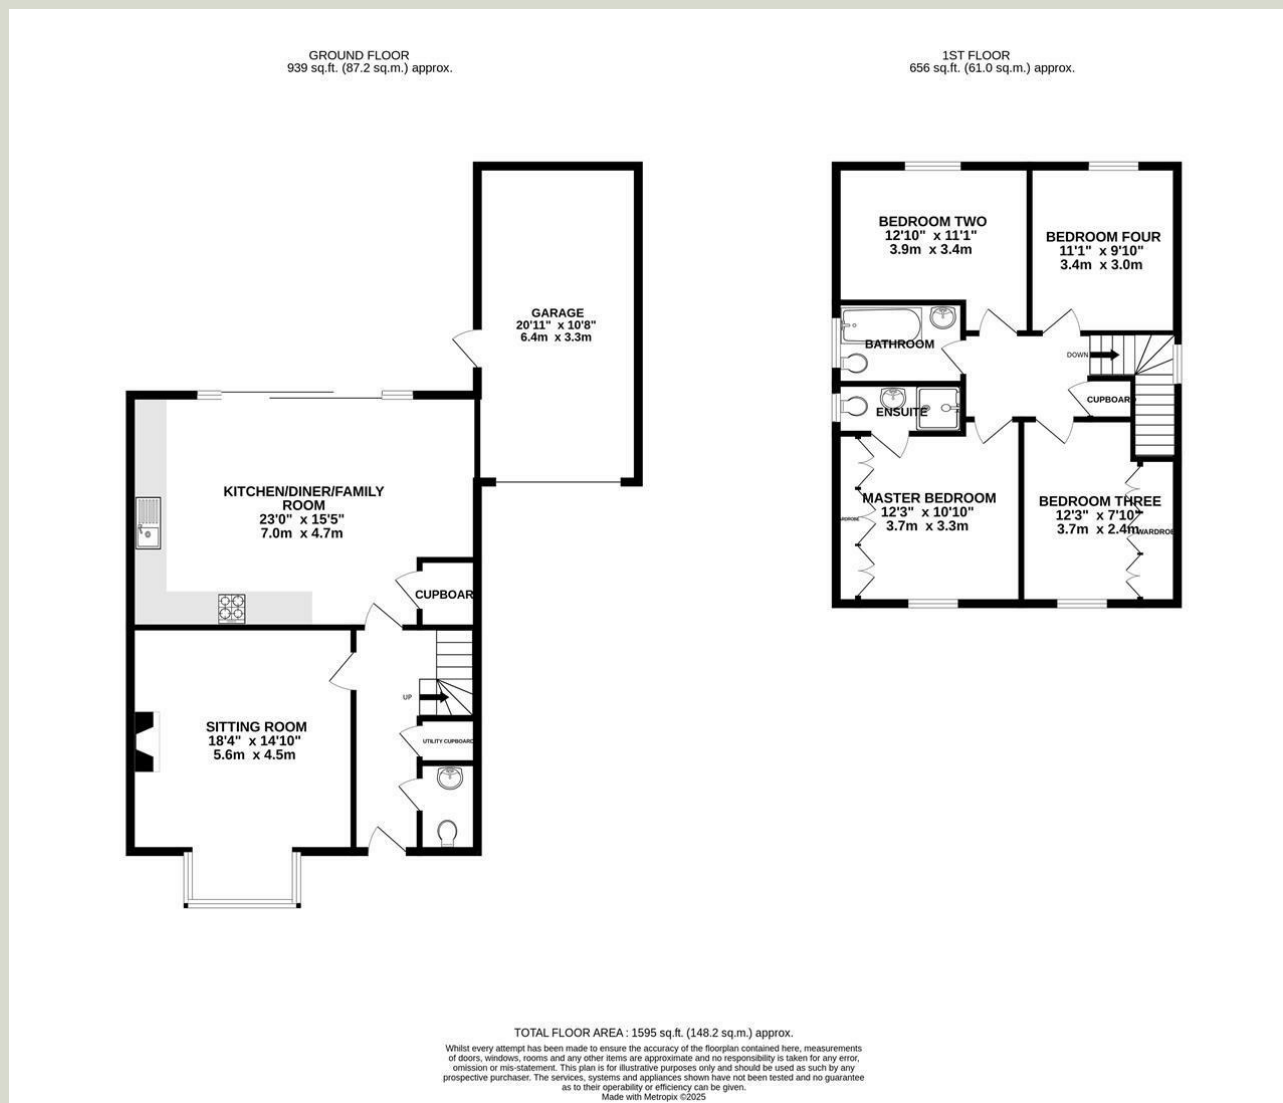 GROUND FLOOR
939 sq.ft. (87.2 sq.m.) approx.
1ST FLOOR
656 sq.ft. (61.0 sq.m.) approx.
GARAGE
20'11" x 10'8"
6.4m x 3.3m
KITCHEN/DINER/FAMILY
ROOM
23'0" x 15'5"
7.0m x 4.7m
CUPBOAR
SITTING ROOM
18'4" x 14'10"
5.6m x 4.5m
UP
UTILITY CUPBOARD
BEDROOM TWO
12'10" x 11'1"
3.9m x 3.4m
BEDROOM FOUR
11'1" x 9'10"
3.4m x 3.0m
BATHROOM
DOWN
CUPBOARD
ENSUITE
MASTER BEDROOM
12'3" x 10'10"
3.7m x 3.3m
BEDROOM THREE
12'3" x 7'10"
3.7m x 2.4m
WARDROBE
TOTAL FLOOR AREA : 1595 sq.ft. (148.2 sq.m.) approx.
Whilst every attempt has been made to ensure the accuracy of the floorplan contained here, measurements
of doors, windows, rooms and any other items are approximate and no responsibility is taken for any error,
omission or mis-statement. This plan is for illustrative purposes only and should be used as such by any
prospective purchaser. The services, systems and appliances shown have not been tested and no guarantee
as to their operability or efficiency can be given.
Made with Metropix ©2025